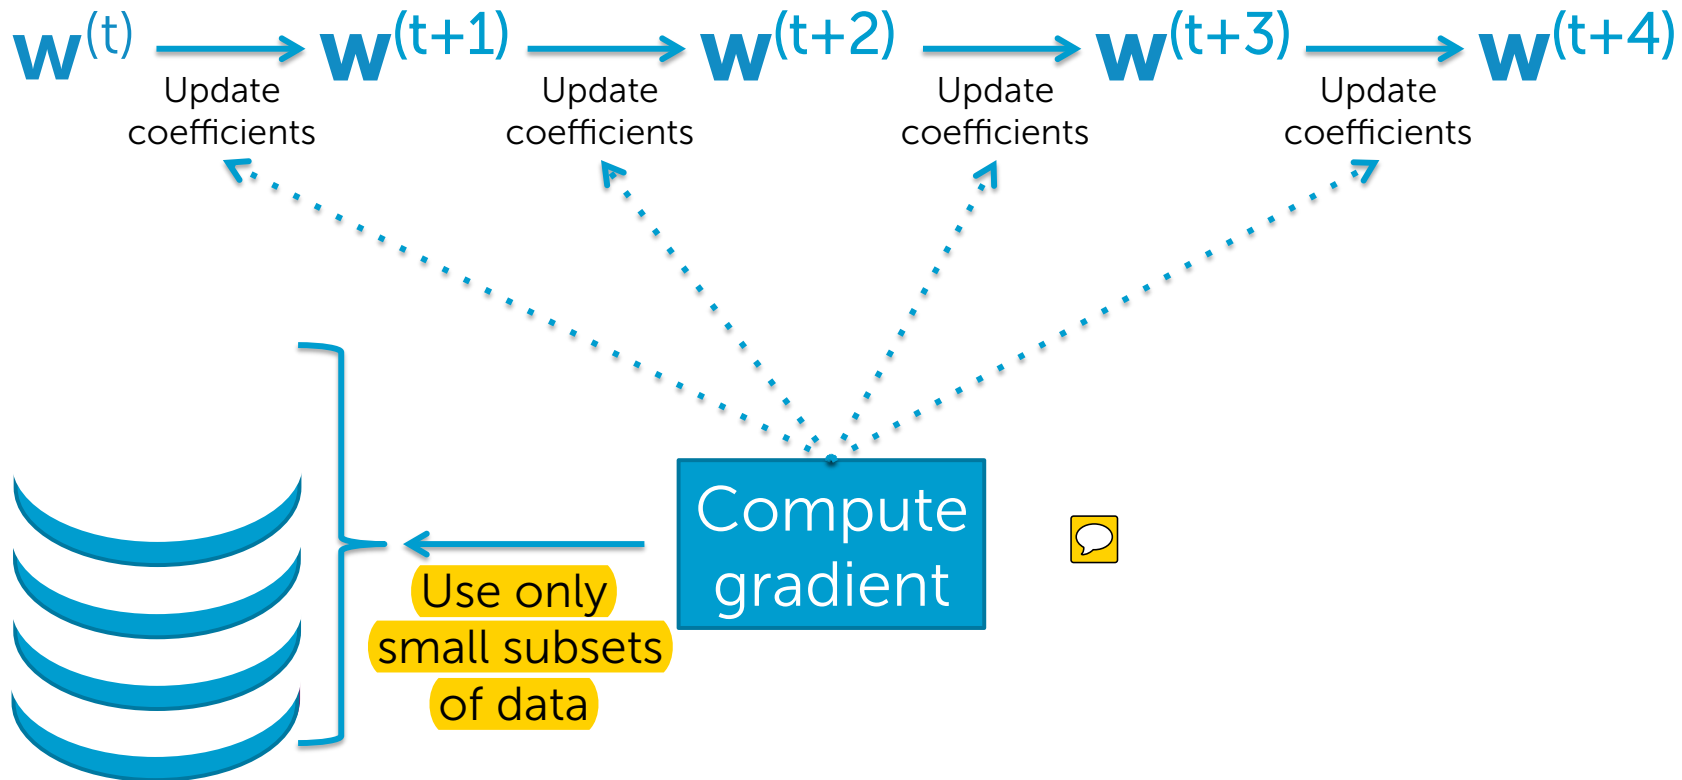 w(t) w(t+1) w(t+2) w(t+3) w(t+4)
Update Update Update Update
coefficients coefficients coefficients coefficients
Compute
gradient
Use only
small subsets
of data